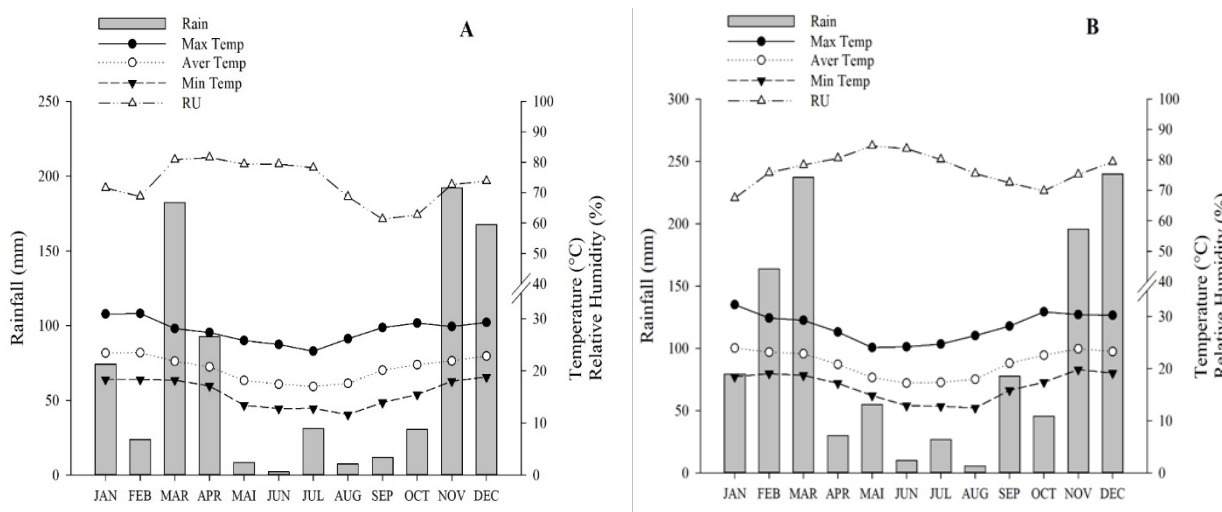 Rain
Max Temp
Aver Temp
Min Temp
RU
A
250
200
150
100
50
0
Rainfall (mm)
100
90
80
70
60
50
40
30
20
10
0
Temperature (°C)
Relative Humidity (%)
JAN FEB MAR APR MAI JUN JUL AUG SEP OCT NOV DEC
Rain
Max Temp
Aver Temp
Min Temp
RU
B
300
250
200
150
100
50
0
Rainfall (mm)
100
90
80
70
60
50
40
30
20
10
0
Temperature (°C)
Relative Humidity (%)
JAN FEB MAR APR MAI JUN JUL AUG SEP OCT NOV DEC